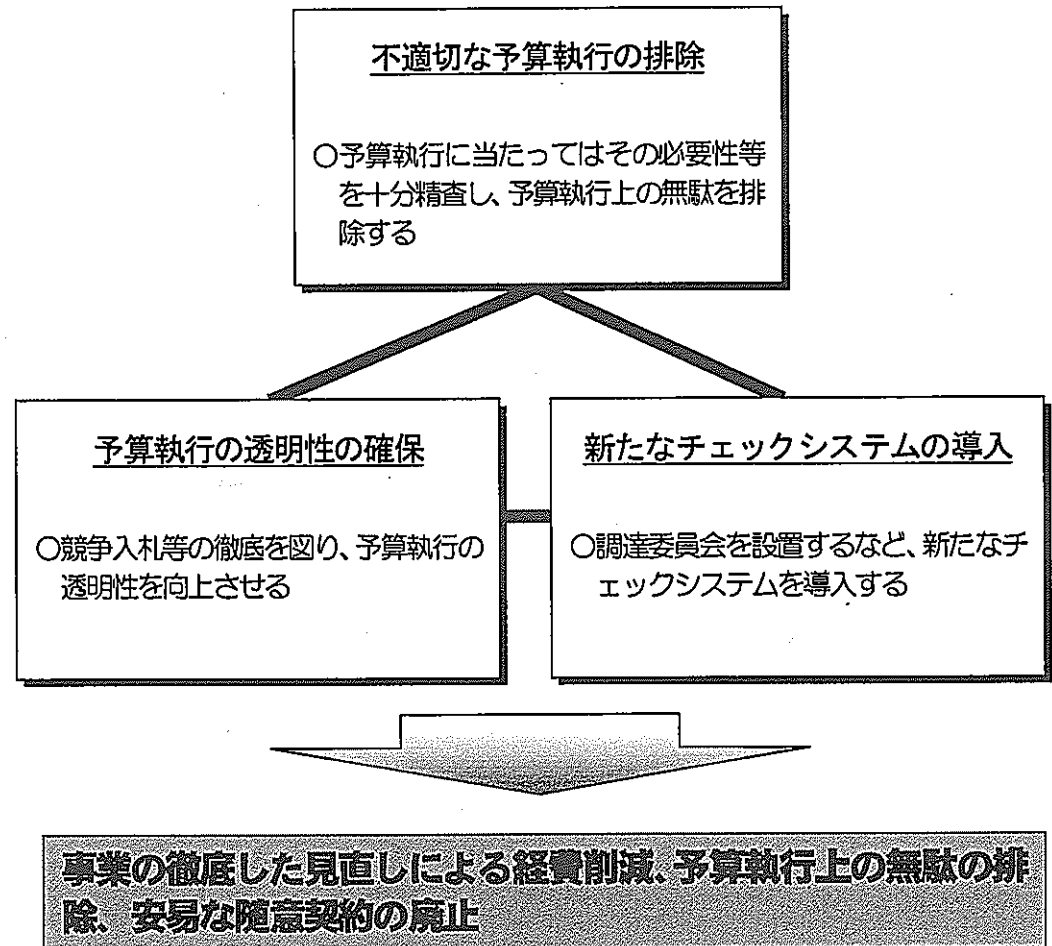 不適切な予算執行の排除
○予算執行に当たってはその必要性等
を十分精査し、予算執行上の無駄を排
除する
予算執行の透明性の確保
○競争入札等の徹底を図り、予算執行の
透明性を向上させる
新たなチェックシステムの導入
○調達委員会を設置するなど、新たなチ
ェックシステムを導入する
事業の徹底した見直しによる経費削減、予算執行上の無駄の排
除、安易な随意契約の廃止